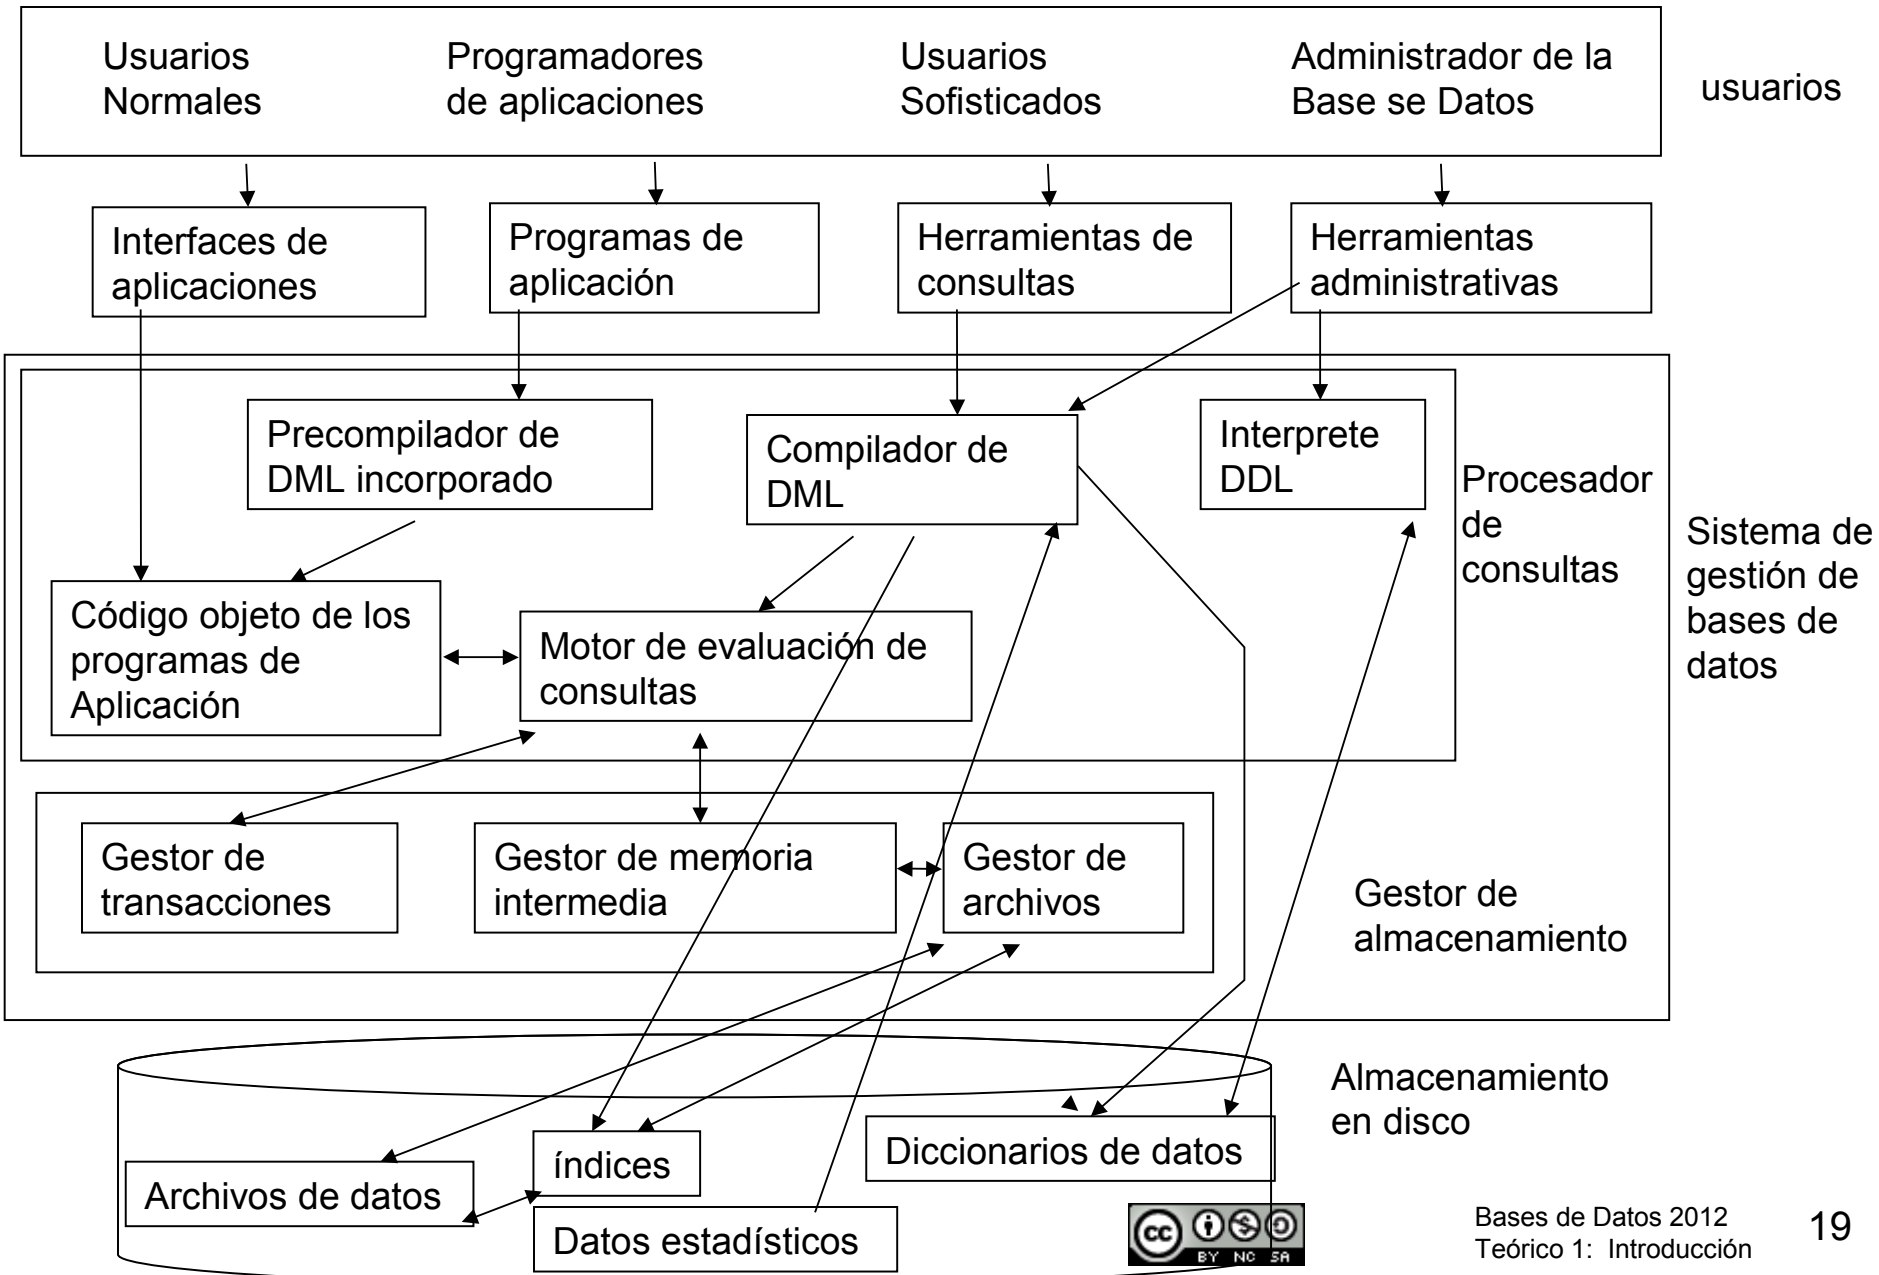 Usuarios
Normales
Programadores
de aplicaciones
Usuarios
Sofisticados
Administrador de la
Base se Datos
usuarios
Interfaces de
aplicaciones
Programas de
aplicación
Herramientas de
consultas
Herramientas
administrativas
Precompilador de
DML incorporado
Compilador de
DML
Interprete
DDL
Procesador
de
consultas
Sistema de
gestión de
bases de
datos
Código objeto de los
programas de
Aplicación
Motor de evaluación de
consultas
Gestor de
transacciones
Gestor de memoria
intermedia
Gestor de
archivos
Gestor de
almacenamiento
Almacenamiento
en disco
Archivos de datos
índices
Diccionarios de datos
Datos estadísticos
cc
BY NC SA
Bases de Datos 2012
Teórico 1: Introducción
19